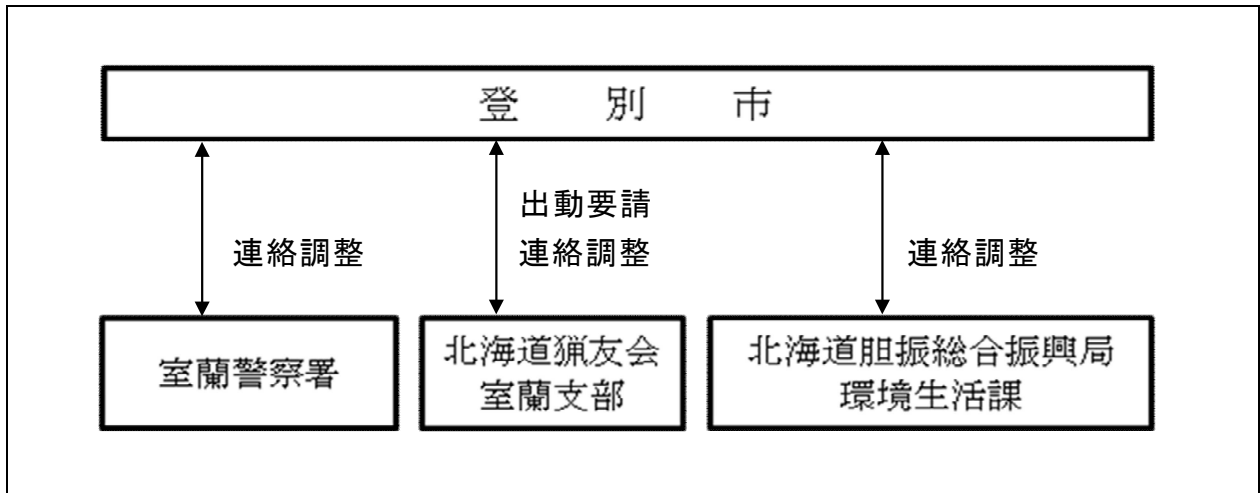 登別市
出動要請
連絡調整
連絡調整
連絡調整
室蘭警察署
北海道猟友会
室蘭支部
北海道胆振総合振興局
環境生活課